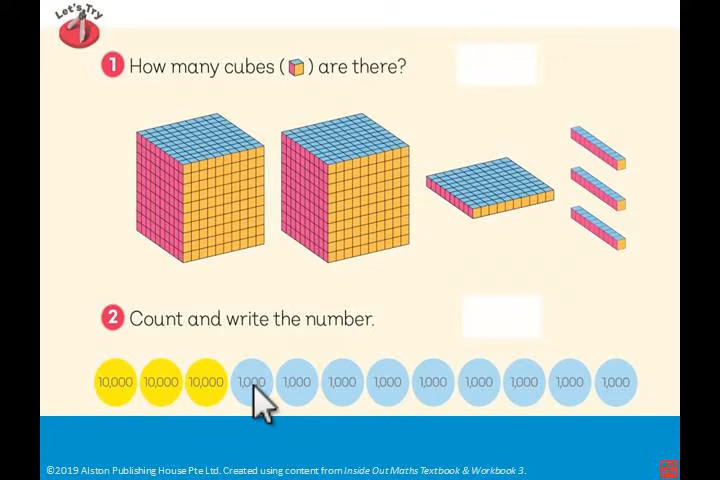 Let's Try
1
1 How many cubes ( ) are there?
2 Count and write the number.
10,000 10,000 10,000 1,000 1,000 1,000 1,000 1,000 1,000 1,000 1,000 1,000
©2019 Alston Publishing House Pte Ltd. Created using content from Inside Out Maths Textbook & Workbook 3.